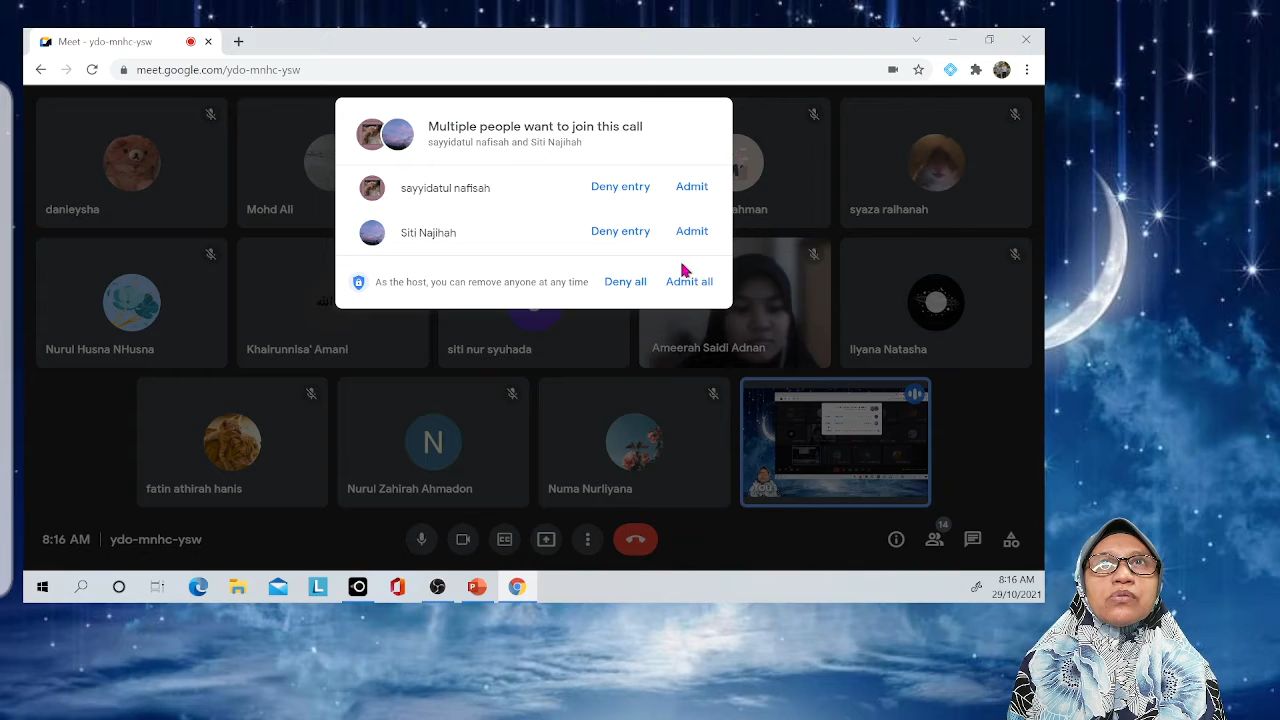 Meet - ydo-mnhc-ysw
meet.google.com/ydo-mnhc-ysw
Multiple people want to join this call
sayyidatul nafisah and Siti Najihah
sayyidatul nafisah
Deny entry
Admit
Siti Najihah
Deny entry
Admit
As the host, you can remove anyone at any time
Deny all
Admit all
danleysha
Mohd Ali
hman
syaza raihanah
Nurul Husna NHusna
Khairunnisa' Amani
siti nur syuhada
Ameerah Saidi Adnan
Ilyana Natasha
fatin athirah hanis
N
Nurul Zahirah Ahmadon
Numa Nurliyana
You
8:16 AM | ydo-mnhc-ysw
14
L
8:16 AM
29/10/2021